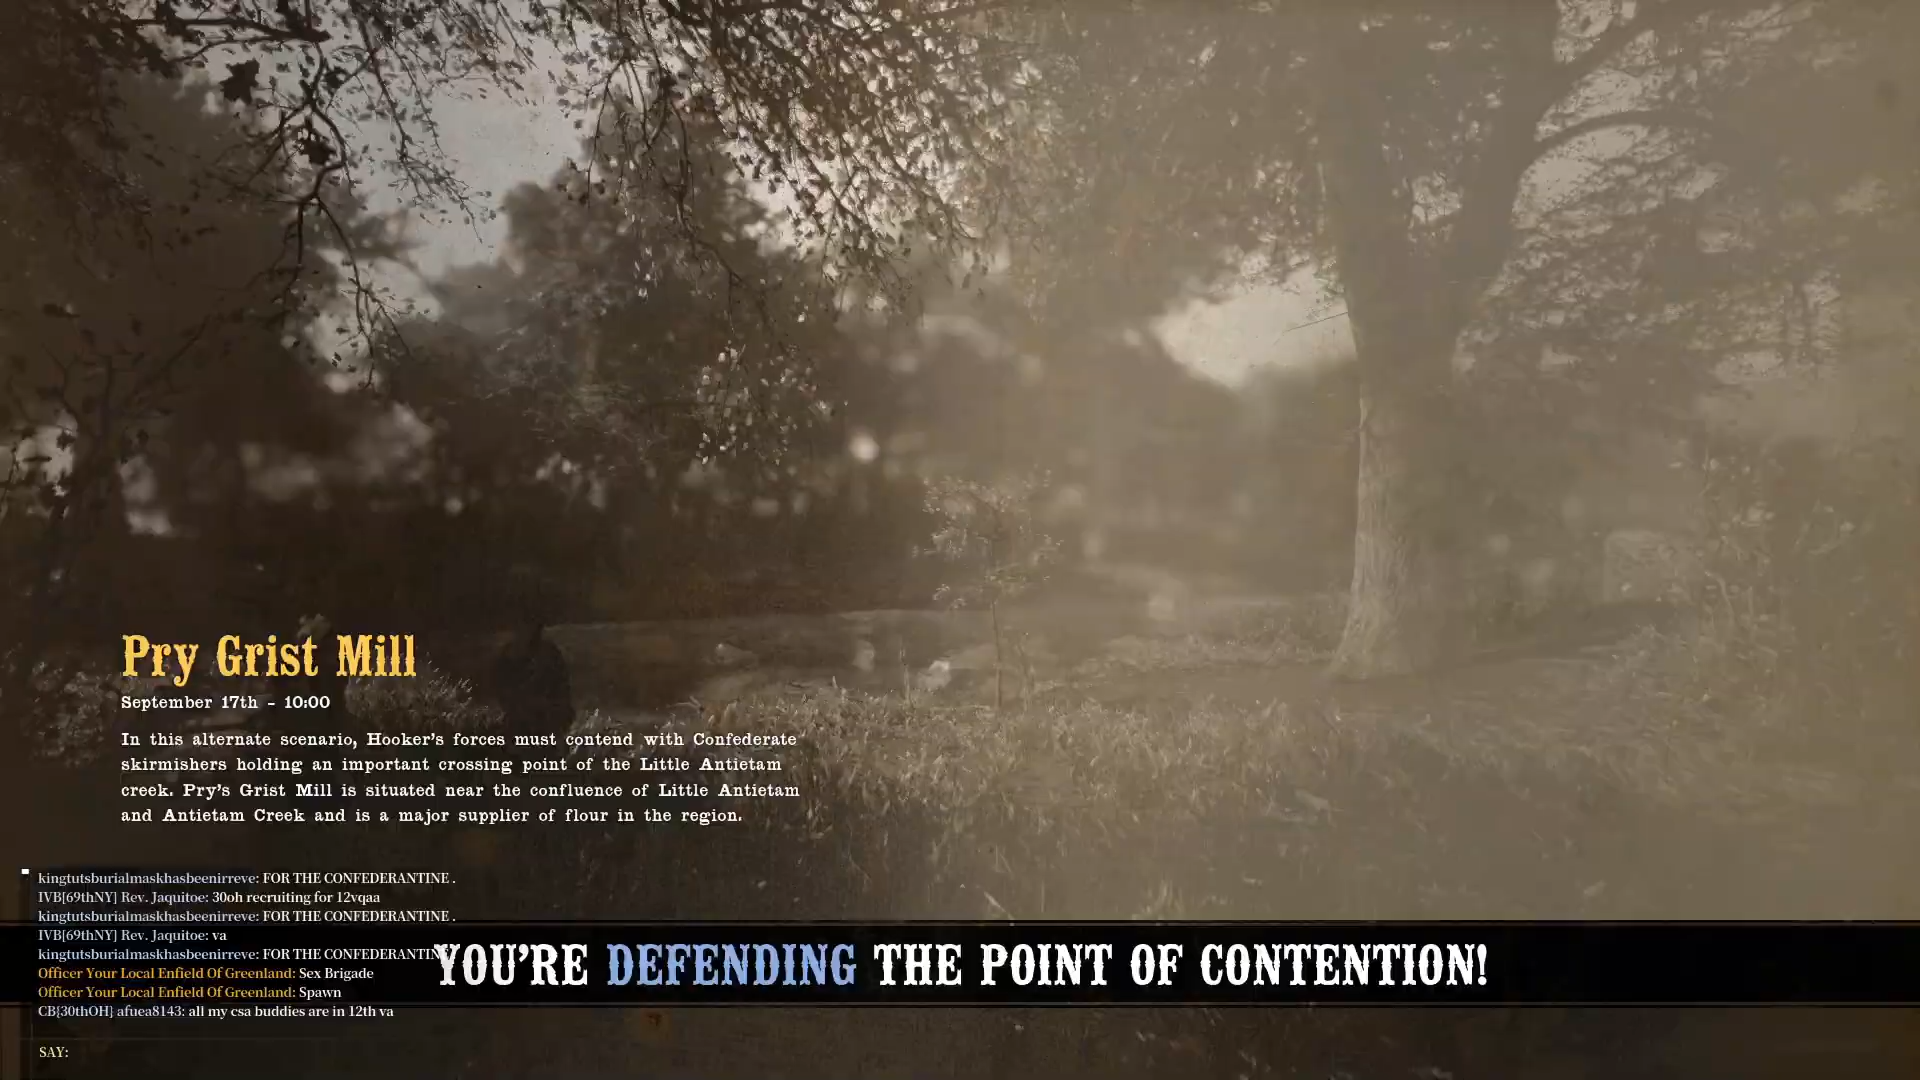 Pry Grist Mill
September 17th - 10:00
In this alternate scenario, Hooker's forces must contend with Confederate
skirmishers holding an important crossing point of the Little Antietam
creek. Pry's Grist Mill is situated near the confluence of Little Antietam
and Antietam Creek and is a major supplier of flour in the region.
kingtutsburialmaskhasbeenirreve: FOR THE CONFEDERANTINE .
IVB[69thNY] Rev. Jaquitoe: 30oh recruiting for 12vqaa
kingtutsburialmaskhasbeenirreve: FOR THE CONFEDERANTINE .
IVB[69thNY] Rev. Jaquitoe: va
kingtutsburialmaskhasbeenirreve: FOR THE CONFEDERANTINE
Officer Your Local Enfield Of Greenland: Sex Brigade
Officer Your Local Enfield Of Greenland: Spawn
CB{30thOH} afuea8143: all my csa buddies are in 12th va
YOU'RE DEFENDING THE POINT OF CONTENTION!
SAY: